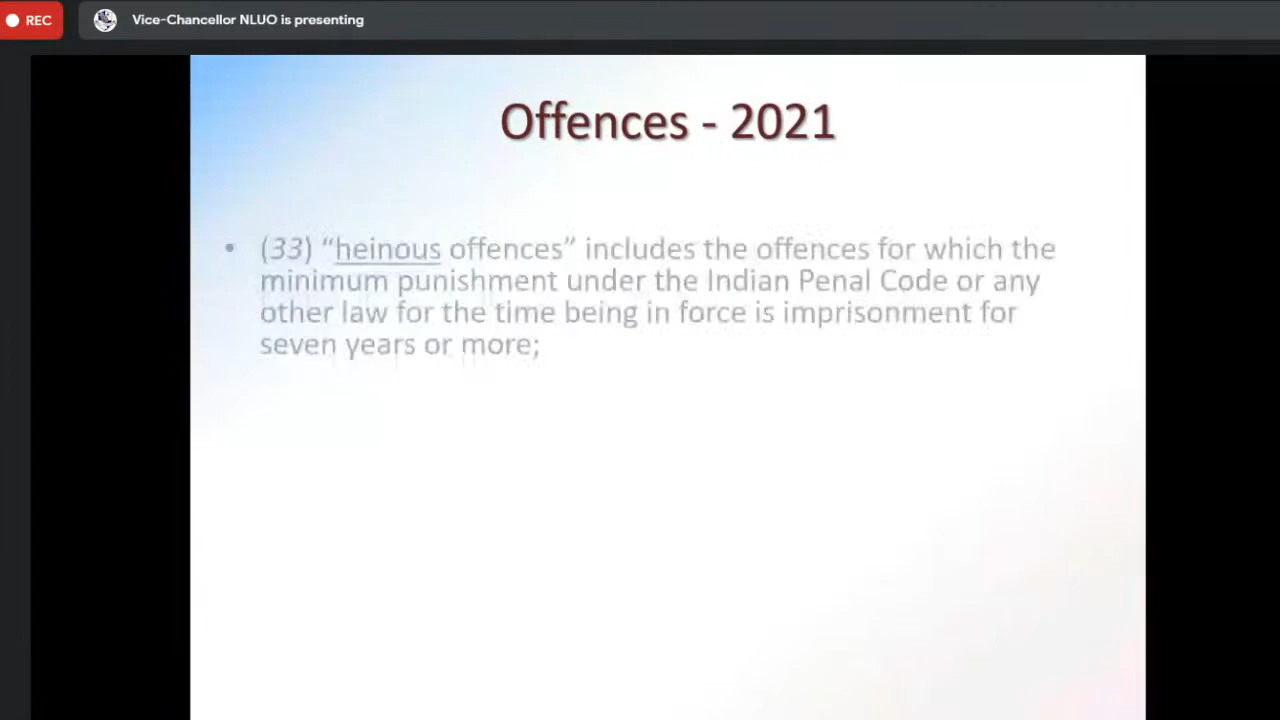 REC
Vice-Chancellor NLUO is presenting
Offences - 2021
• (33) “heinous offences” includes the offences for which the
minimum punishment under the Indian Penal Code or any
other law for the time being in force is imprisonment for
seven years or more;